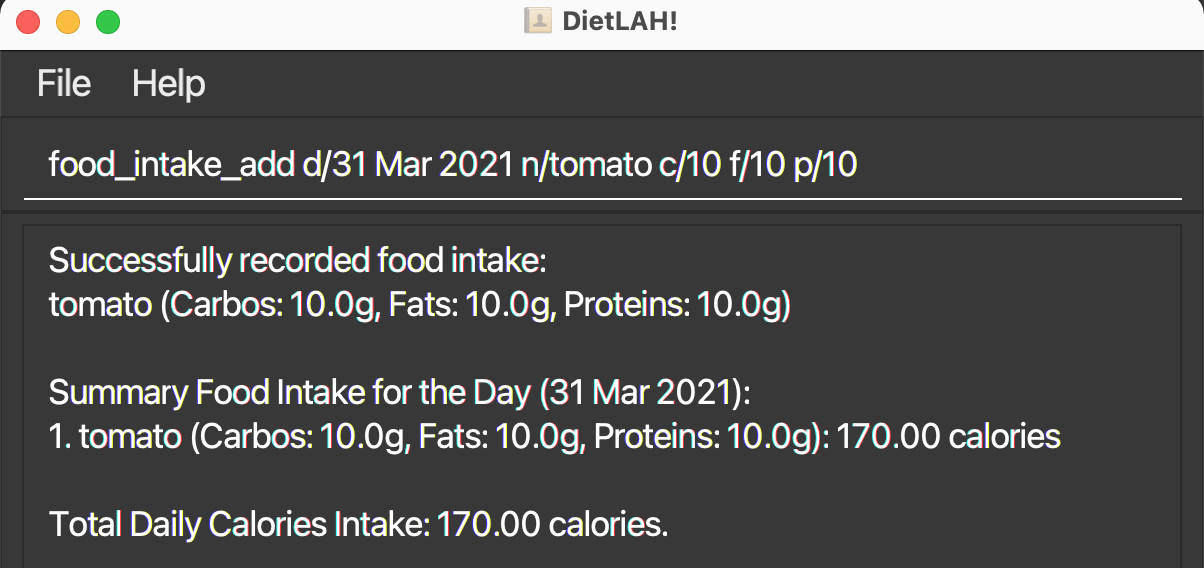 DietLAH!
File Help
food_intake_add d/31 Mar 2021 n/tomato c/10 f/10 p/10
Successfully recorded food intake:
tomato (Carbos: 10.0g, Fats: 10.0g, Proteins: 10.0g)
Summary Food Intake for the Day (31 Mar 2021):
1. tomato (Carbos: 10.0g, Fats: 10.0g, Proteins: 10.0g): 170.00 calories
Total Daily Calories Intake: 170.00 calories.